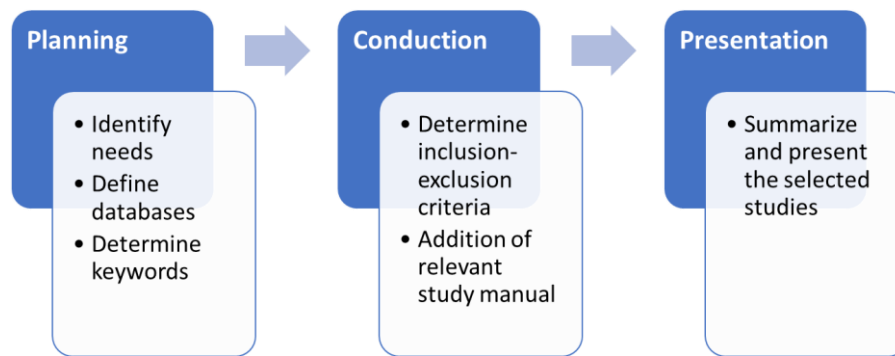 Planning
• Identify
needs
• Define
databases
• Determine
keywords
Conduction
• Determine
inclusion-
exclusion
criteria
• Addition of
relevant
study manual
Presentation
• Summarize
and present
the selected
studies